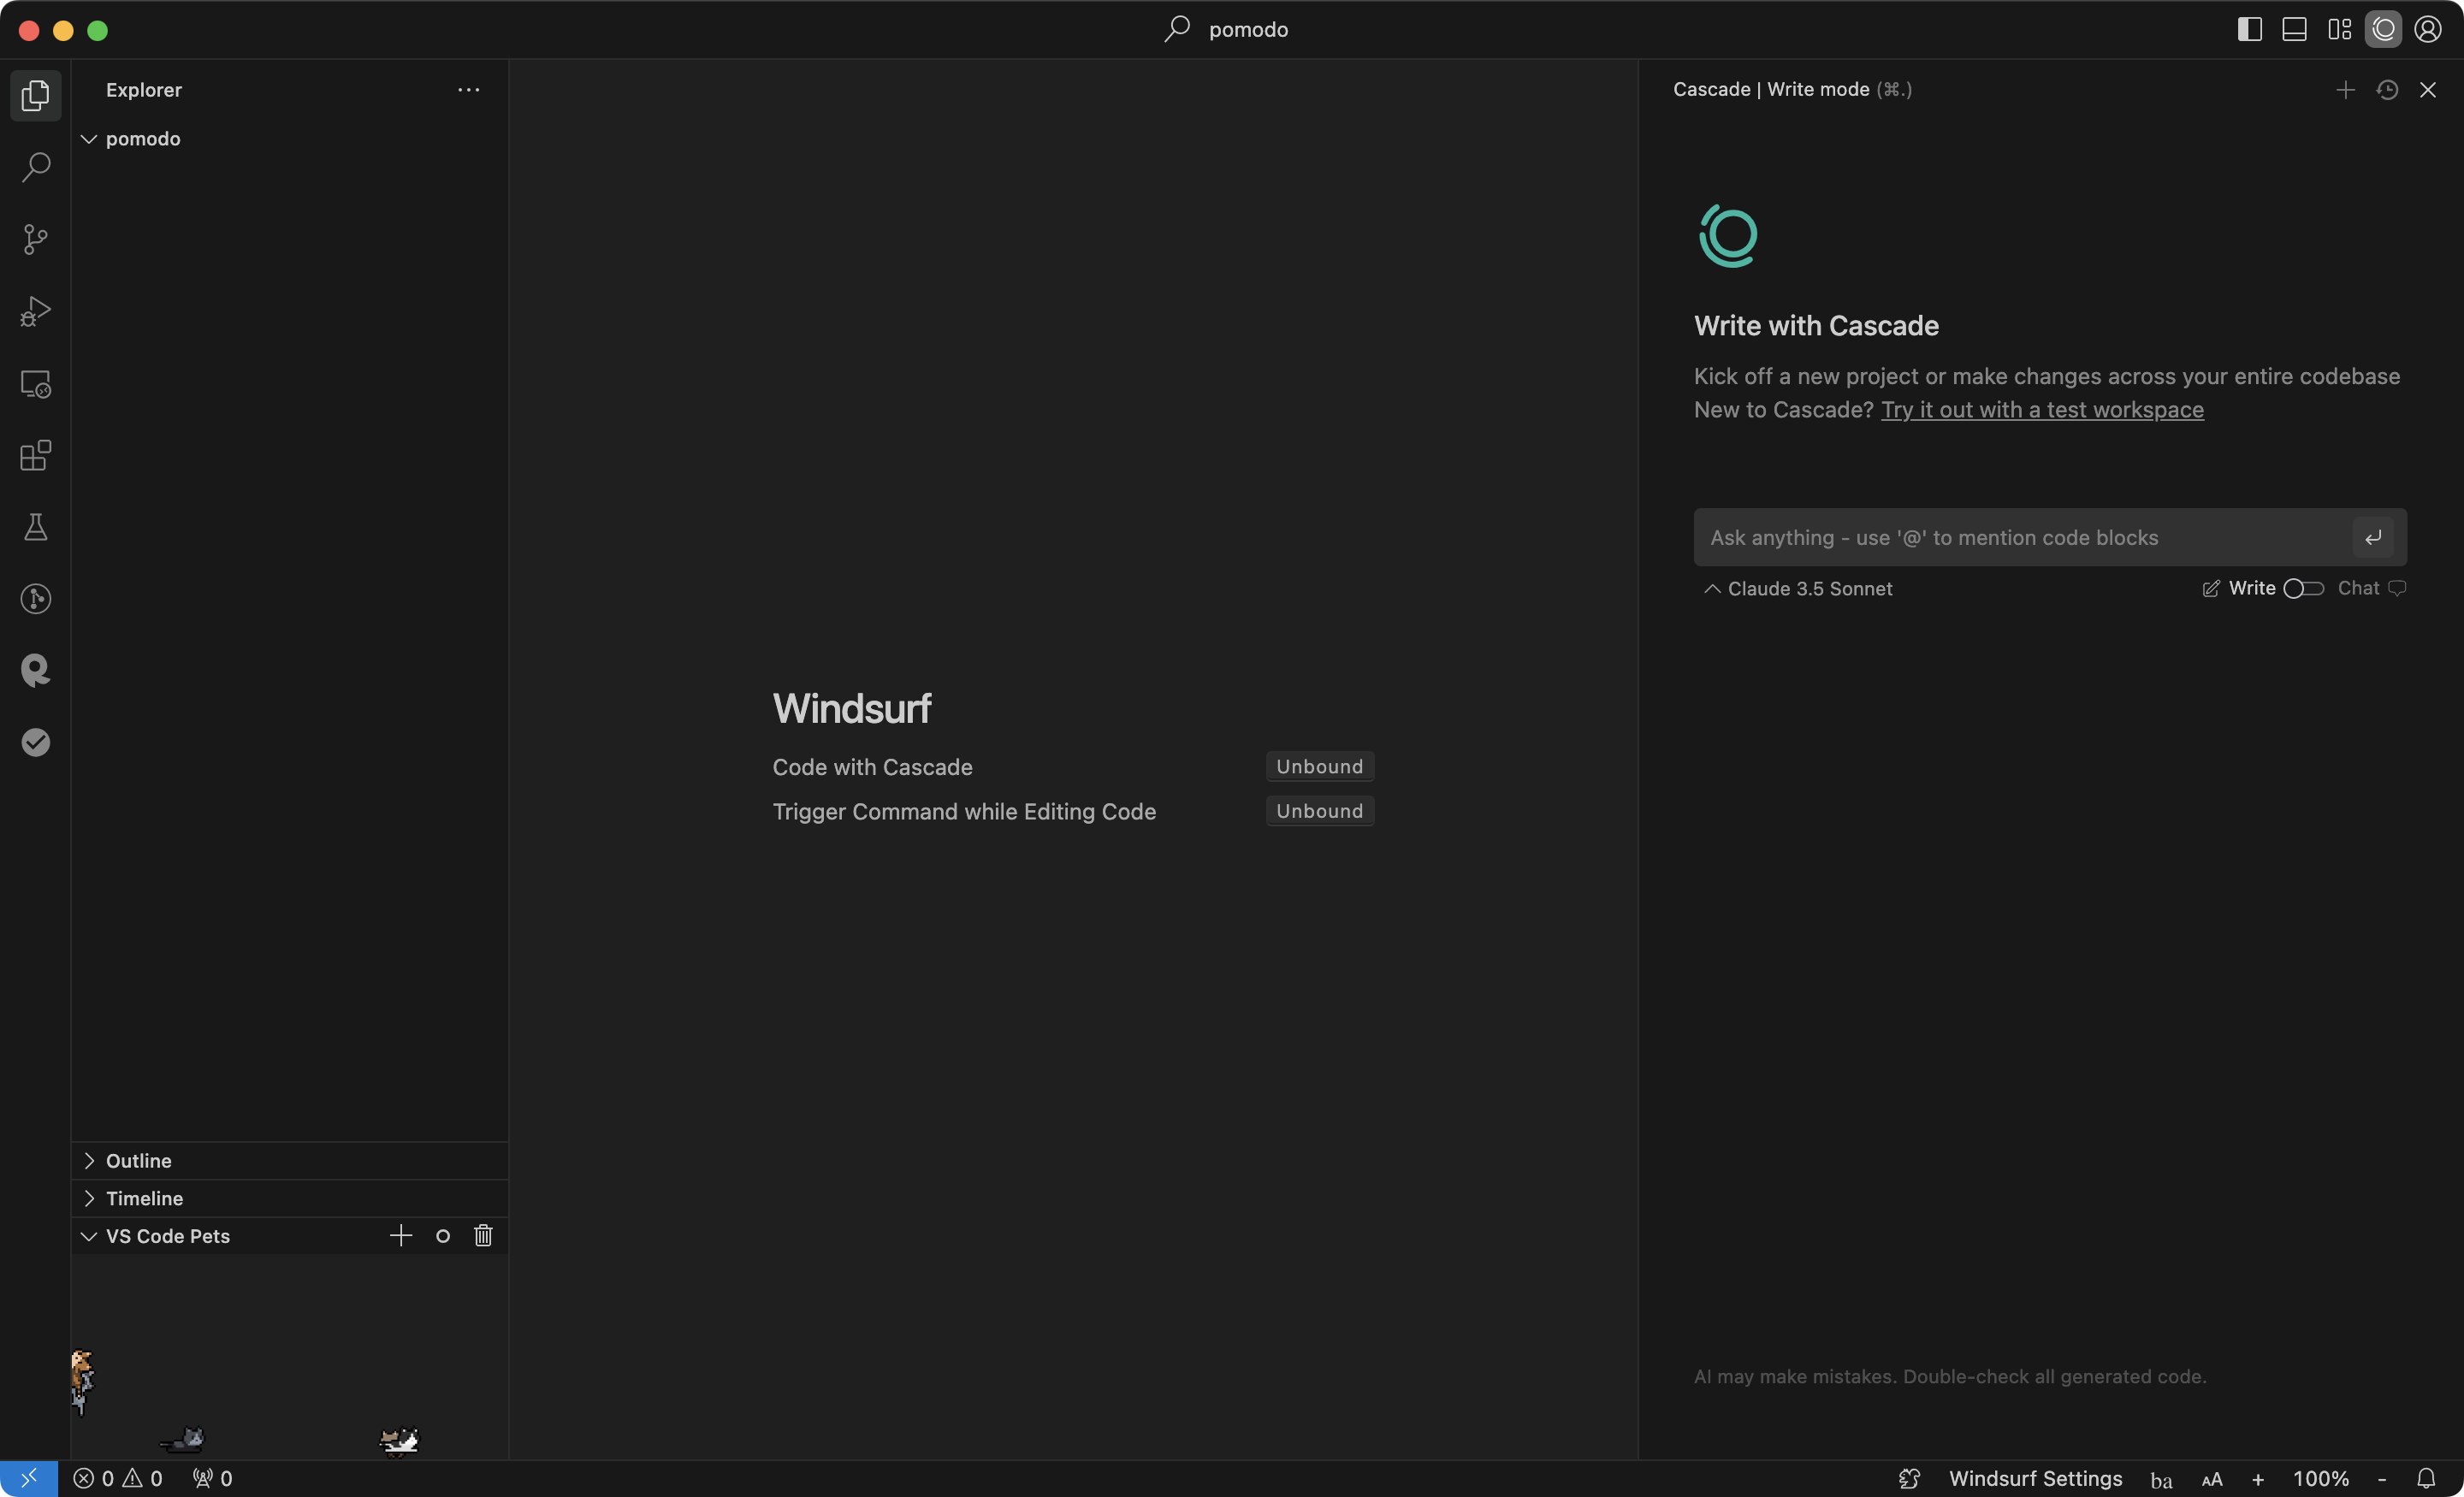 pomodo
Explorer
pomodo
Outline
Timeline
VS Code Pets
Windsurf
Code with Cascade Unbound
Trigger Command while Editing Code Unbound
Cascade | Write mode (⌘.)
Write with Cascade
Kick off a new project or make changes across your entire codebase
New to Cascade? Try it out with a test workspace
Ask anything - use '@' to mention code blocks
Claude 3.5 Sonnet Write Chat
AI may make mistakes. Double-check all generated code.
0 0 0 Windsurf Settings ba AA + 100% -